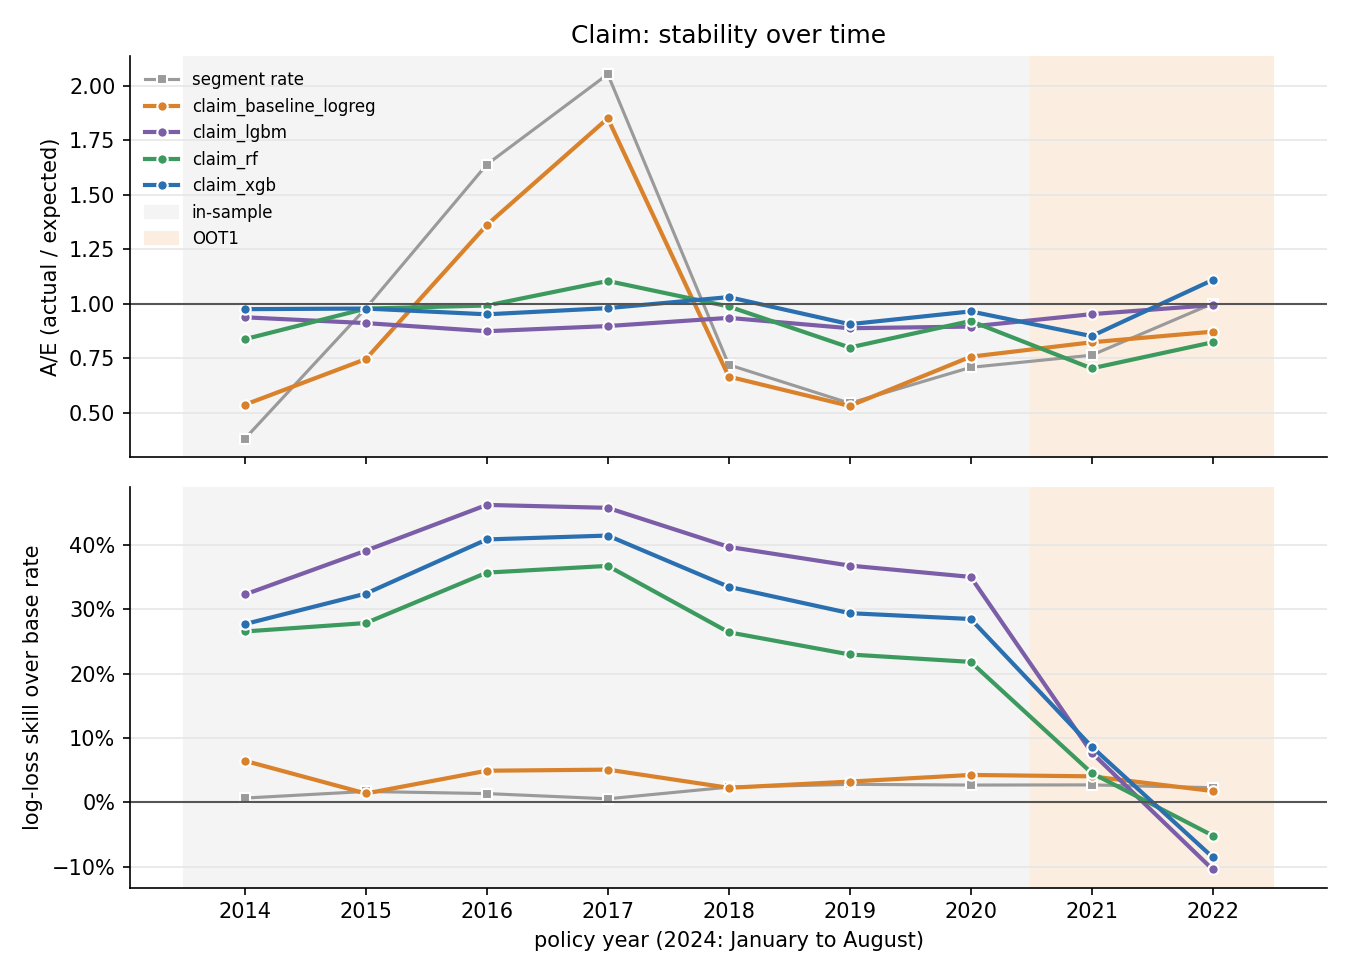 Claim: stability over time
A/E (actual / expected)
2.00
1.75
1.50
1.25
1.00
0.75
0.50
segment rate
claim_baseline_logreg
claim_lgbm
claim_rf
claim_xgb
in-sample
OOT1
log-loss skill over base rate
40%
30%
20%
10%
0%
−10%
2014 2015 2016 2017 2018 2019 2020 2021 2022
policy year (2024: January to August)